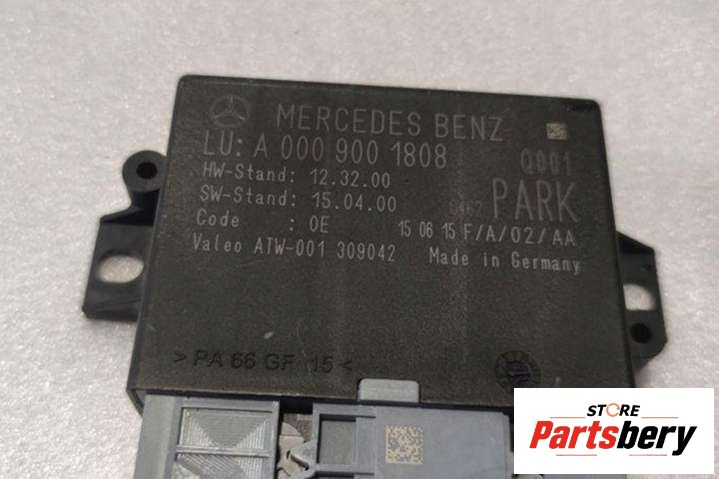 MERCEDES BENZ
LU: A 000 900 1808
Q001
HW-Stand: 12.32.00
SW-Stand: 15.04.00
PARK
Code : 0E
15 06 15 F/A/02/AA
Valeo ATW-001 309042
Made in Germany
>PA 66 GF 15<
STORE
Partsbery